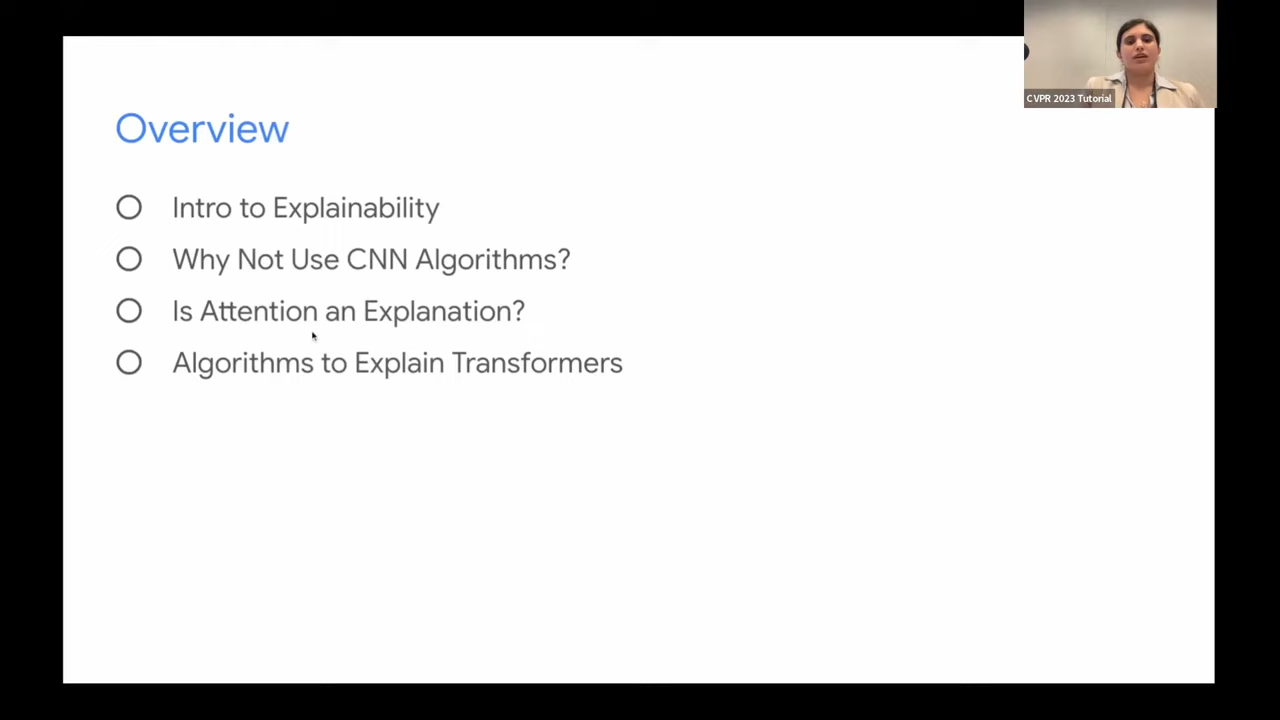 CVPR 2023 Tutorial
Overview
Intro to Explainability
Why Not Use CNN Algorithms?
Is Attention an Explanation?
Algorithms to Explain Transformers